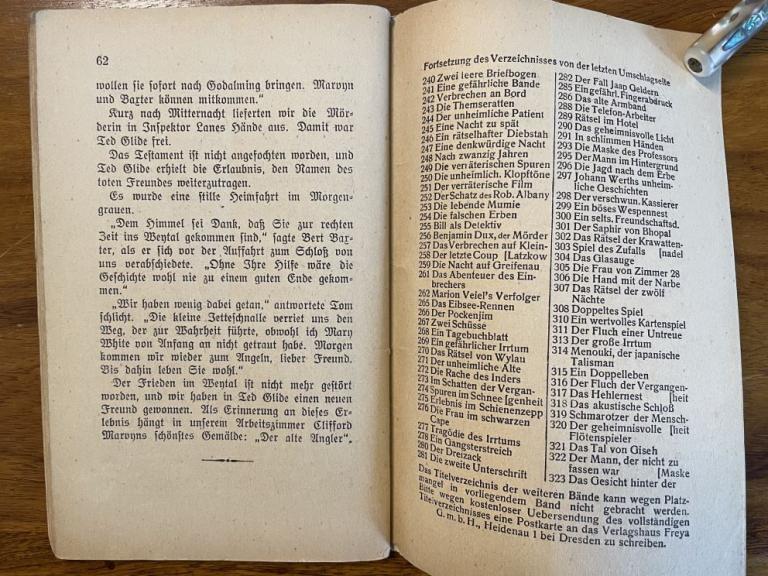 62
wollen sie sofort nach Godalming bringen. Marvyn
und Baxter können mitkommen.“
Kurz nach Mitternacht lieferten wir die Mör-
derin in Inspektor Lanes Hände aus. Damit war
Ted Glide frei.
Das Testament ist nicht angefochten worden, und
Ted Glide erhielt die Erlaubnis, den Namen des
toten Freundes weiterzutragen.
Es wurde eine stille Heimfahrt im Morgen-
grauen.
„Dem Himmel sei Dank, daß Sie zur rechten
Zeit ins Weytal gekommen sind,“ sagte Bert Bax-
ter, als er sich vor der Auffahrt zum Schloß von
uns verabschiedete. „Ohne Ihre Hilfe wäre die
Geschichte wohl nie zu einem guten Ende gekom-
men.“
„Wir haben wenig dabei getan,“ antwortete Tom
schlicht. „Die kleine Jetteschnalle verriet uns den
Weg, der zur Wahrheit führte, obwohl ich Mary
White von Anfang an nicht getraut habe. Morgen
kommen wir wieder zum Angeln, lieber Freund.
Bis dahin leben Sie wohl.“
Der Frieden im Weytal ist nicht mehr gestört
worden, und wir haben in Ted Glide einen neuen
Freund gewonnen. Als Erinnerung an dieses Er-
lebnis hängt in unserem Arbeitszimmer Clifford
Marvyns schönstes Gemälde: „Der alte Angler“.
Fortsetzung des Verzeichnisses von der letzten Umschlagseite
240 Zwei leere Briefbogen
241 Eine gefährliche Bande
242 Verbrechen an Bord
243 Die Themseratten
244 Der unheimliche Patient
245 Eine Nacht zu spät
246 Ein rätselhafter Diebstah
247 Eine denkwürdige Nacht
248 Nach zwanzig Jahren
249 Die verräterischen Spuren
250 Die unheimlich. Klopftöne
251 Der verräterische Film
252 Der Schatz des Rob. Albany
253 Die lebende Mumie
254 Die falschen Erben
255 Bill als Detektiv
256 Benjamin Dux, der Mörder
257 Das Verbrechen auf Klein-
258 Der letzte Coup [Latzkow
259 Die Nacht auf Greifenau
261 Das Abenteuer des Ein-
brechers
262 Marion Veiel's Verfolger
265 Das Eibsee-Rennen
266 Der Pockenjim
267 Zwei Schüsse
268 Ein Tagebuchblatt
269 Ein gefährlicher Irrtum
270 Das Rätsel von Wylau
271 Der unheimliche Alte
272 Die Rache des Inders
273 Im Schatten der Vergan-
274 Spuren im Schnee [genheit
275 Erlebnis im Schienenzepp
276 Die Frau im schwarzen
Cape
277 Tragödie des Irrtums
278 Ein Gangsterstreich
280 Der Dreizack
281 Die zweite Unterschrift
282 Der Fall Jaap Geldern
285 Ein gefährl. Fingerabdruck
286 Das alte Armband
288 Die Telefon-Arbeiter
289 Rätsel im Hotel
290 Das geheimnisvolle Licht
291 In schlimmen Händen
293 Die Maske des Professors
295 Der Mann im Hintergrund
296 Die Jagd nach dem Erbe
297 Johann Werths unheim-
liche Geschichten
298 Der verschwun. Kassierer
299 Ein böses Wespennest
300 Ein selts. Freundschaftsd.
301 Der Saphir von Bhopal
302 Das Rätsel der Krawatten-
303 Spiel des Zufalls [nadel
304 Das Glasauge
305 Die Frau von Zimmer 28
306 Die Hand mit der Narbe
307 Das Rätsel der zwölf
Nächte
308 Doppeltes Spiel
310 Ein wertvolles Kartenspiel
311 Der Fluch einer Untreue
313 Der große Irrtum
314 Menouki, der japanische
Talisman
315 Ein Doppelleben
316 Der Fluch der Vergangen-
317 Das Hehlernest [heit
318 Das akustische Schloß
319 Schmarotzer der Mensch-
320 Der geheimnisvolle [heit
Flötenspieler
321 Das Tal von Giseh
322 Der Mann, der nicht zu
fassen war [Maske
323 Das Gesicht hinter der
Das Titelverzeichnis der weiteren Bände kann wegen Platz-
mangel in vorliegendem Band nicht gebracht werden.
Bitte wegen kostenloser Uebersendung des vollständigen
Titelverzeichnisses eine Postkarte an das Verlagshaus Freya
G. m. b. H., Heidenau 1 bei Dresden zu schreiben.